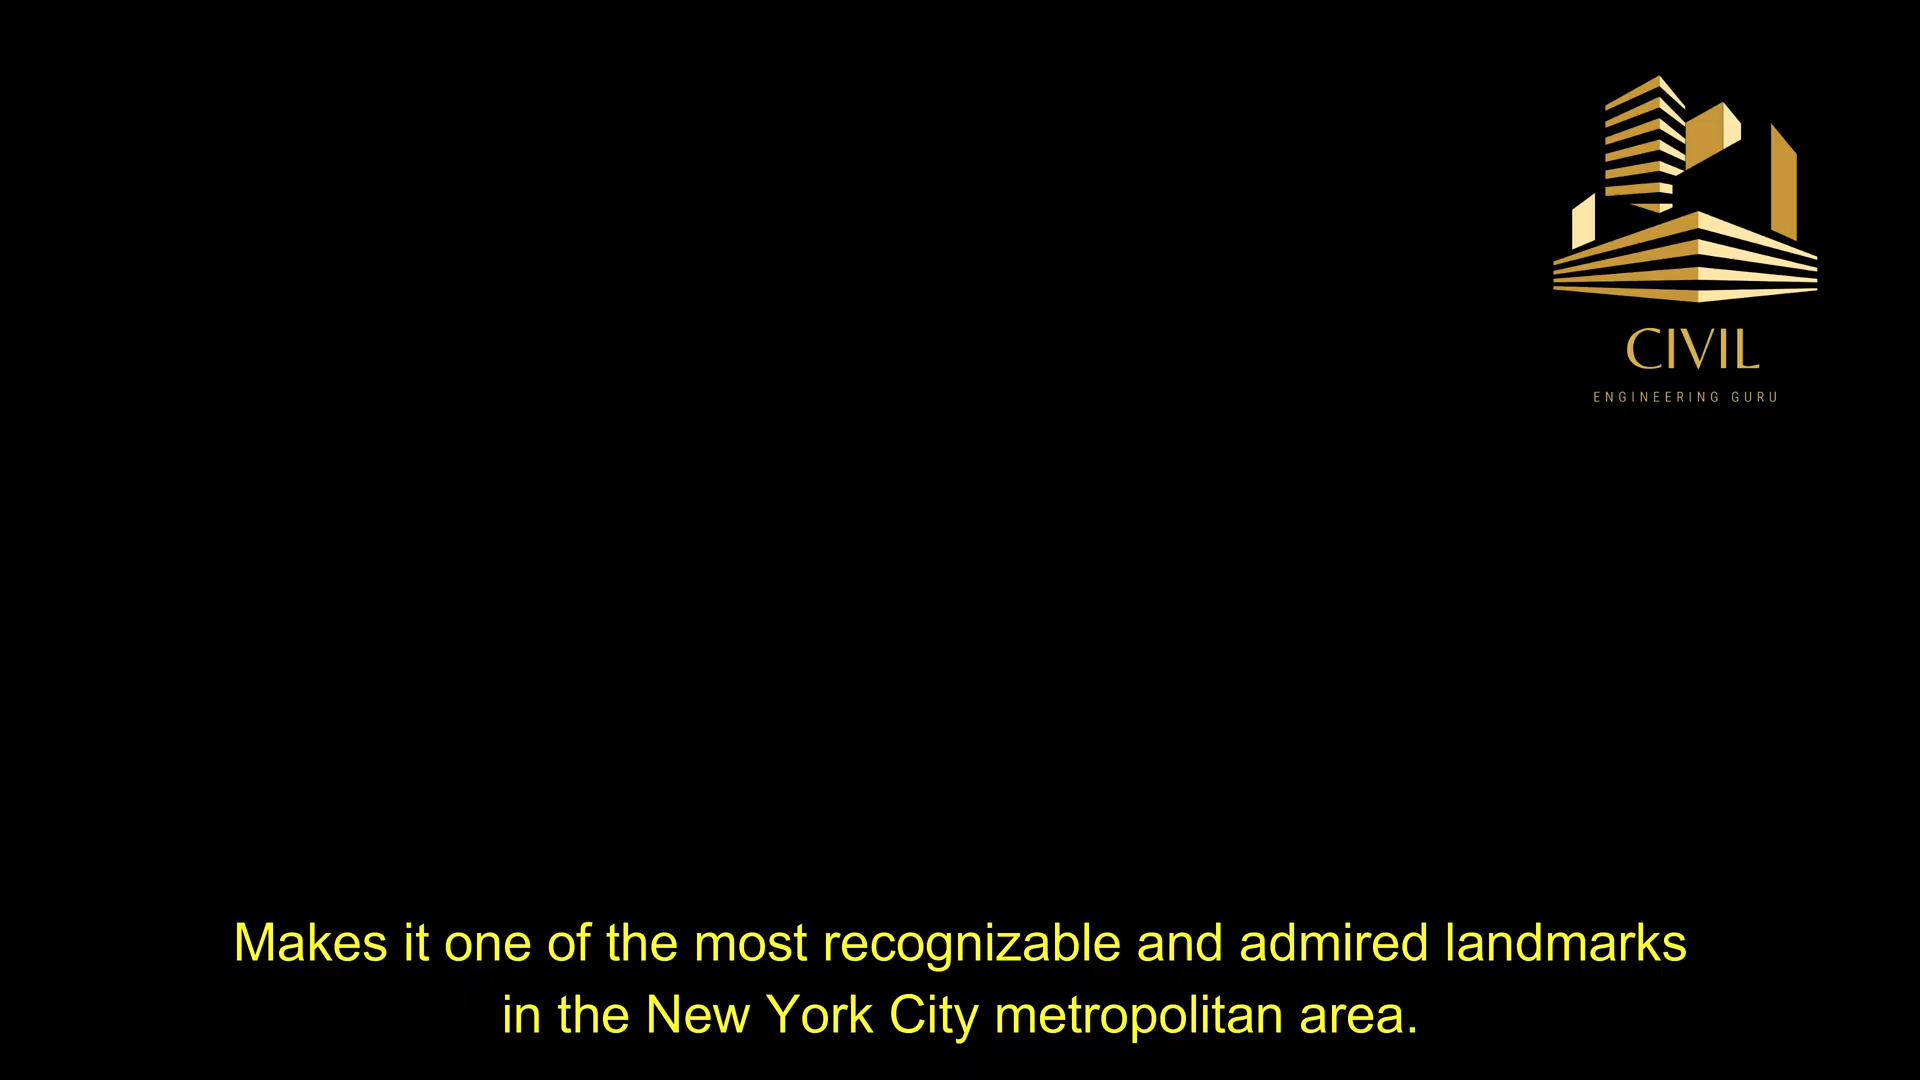 CIVIL
ENGINEERING GURU
Makes it one of the most recognizable and admired landmarks
in the New York City metropolitan area.